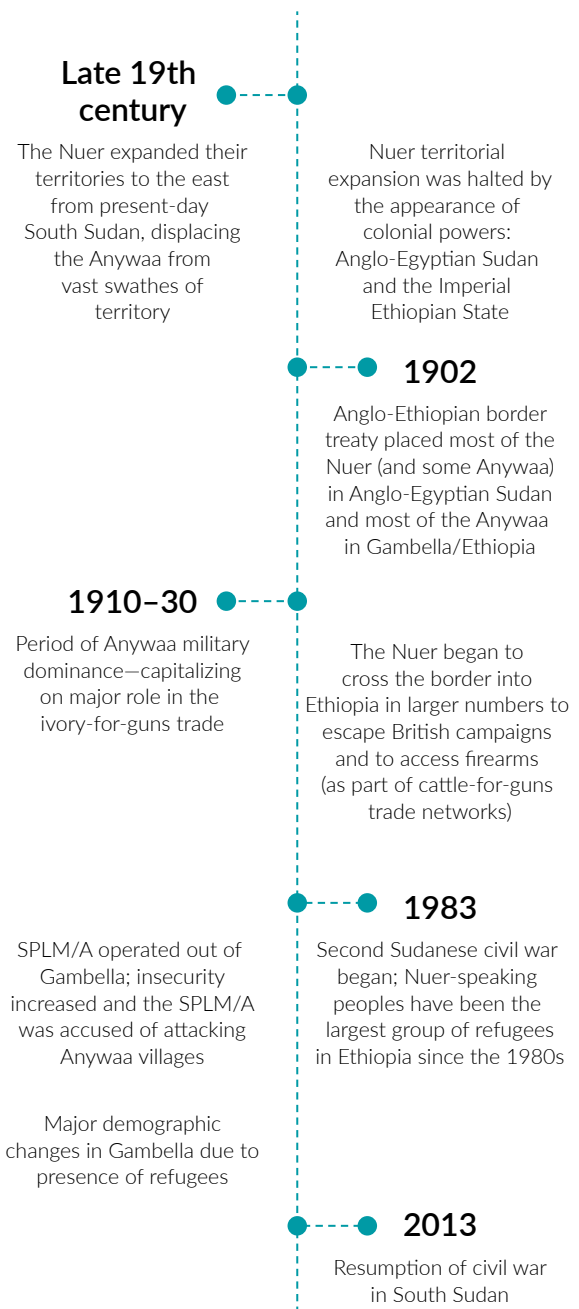 Late 19th
century
The Nuer expanded their
territories to the east
from present-day
South Sudan, displacing
the Anywaa from
vast swathes of
territory
Nuer territorial
expansion was halted by
the appearance of
colonial powers:
Anglo-Egyptian Sudan
and the Imperial
Ethiopian State
1902
Anglo-Ethiopian border
treaty placed most of the
Nuer (and some Anywaa)
in Anglo-Egyptian Sudan
and most of the Anywaa
in Gambella/Ethiopia
1910–30
Period of Anywaa military
dominance—capitalizing
on major role in the
ivory-for-guns trade
The Nuer began to
cross the border into
Ethiopia in larger numbers to
escape British campaigns
and to access firearms
(as part of cattle-for-guns
trade networks)
1983
SPLM/A operated out of
Gambella; insecurity
increased and the SPLM/A
was accused of attacking
Anywaa villages
Second Sudanese civil war
began; Nuer-speaking
peoples have been the
largest group of refugees
in Ethiopia since the 1980s
Major demographic
changes in Gambella due to
presence of refugees
2013
Resumption of civil war
in South Sudan